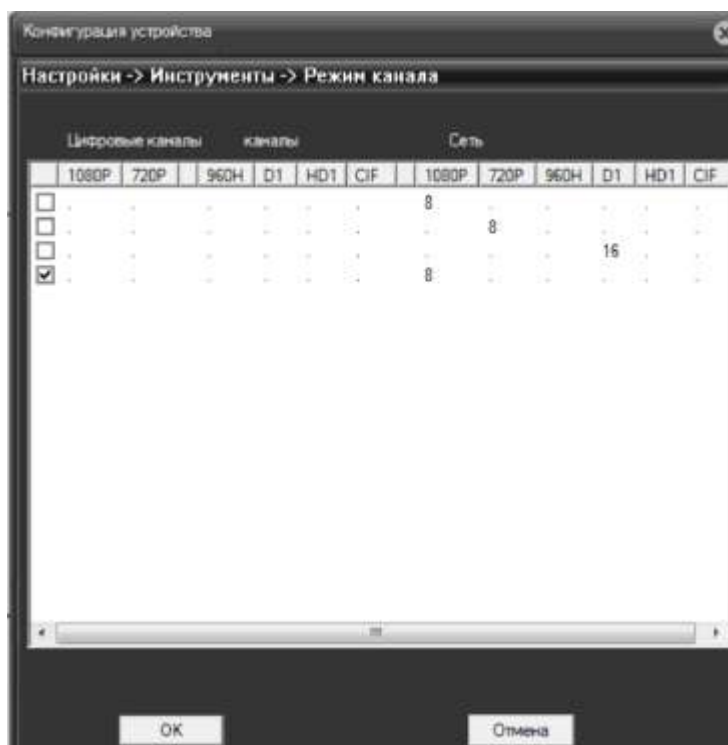 Конфигурация устройства
Настройки -> Инструменты -> Режим канала
Цифровые каналы каналы Сеть
1080P 720P 960H D1 HD1 CIF 1080P 720P 960H D1 HD1 CIF
. . . . . . 8 . . . . .
. . . . . . . 8 . . . .
. . . . . . . . . 16 . .
. . . . . . 8 . . . . .
OK Отмена